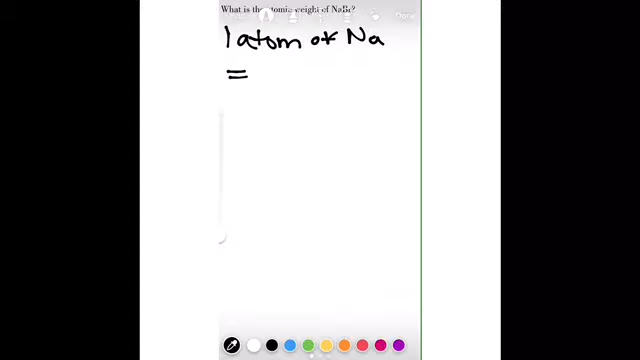 What is the atomic weight of NaBr?
Done
1 atom of Na
=